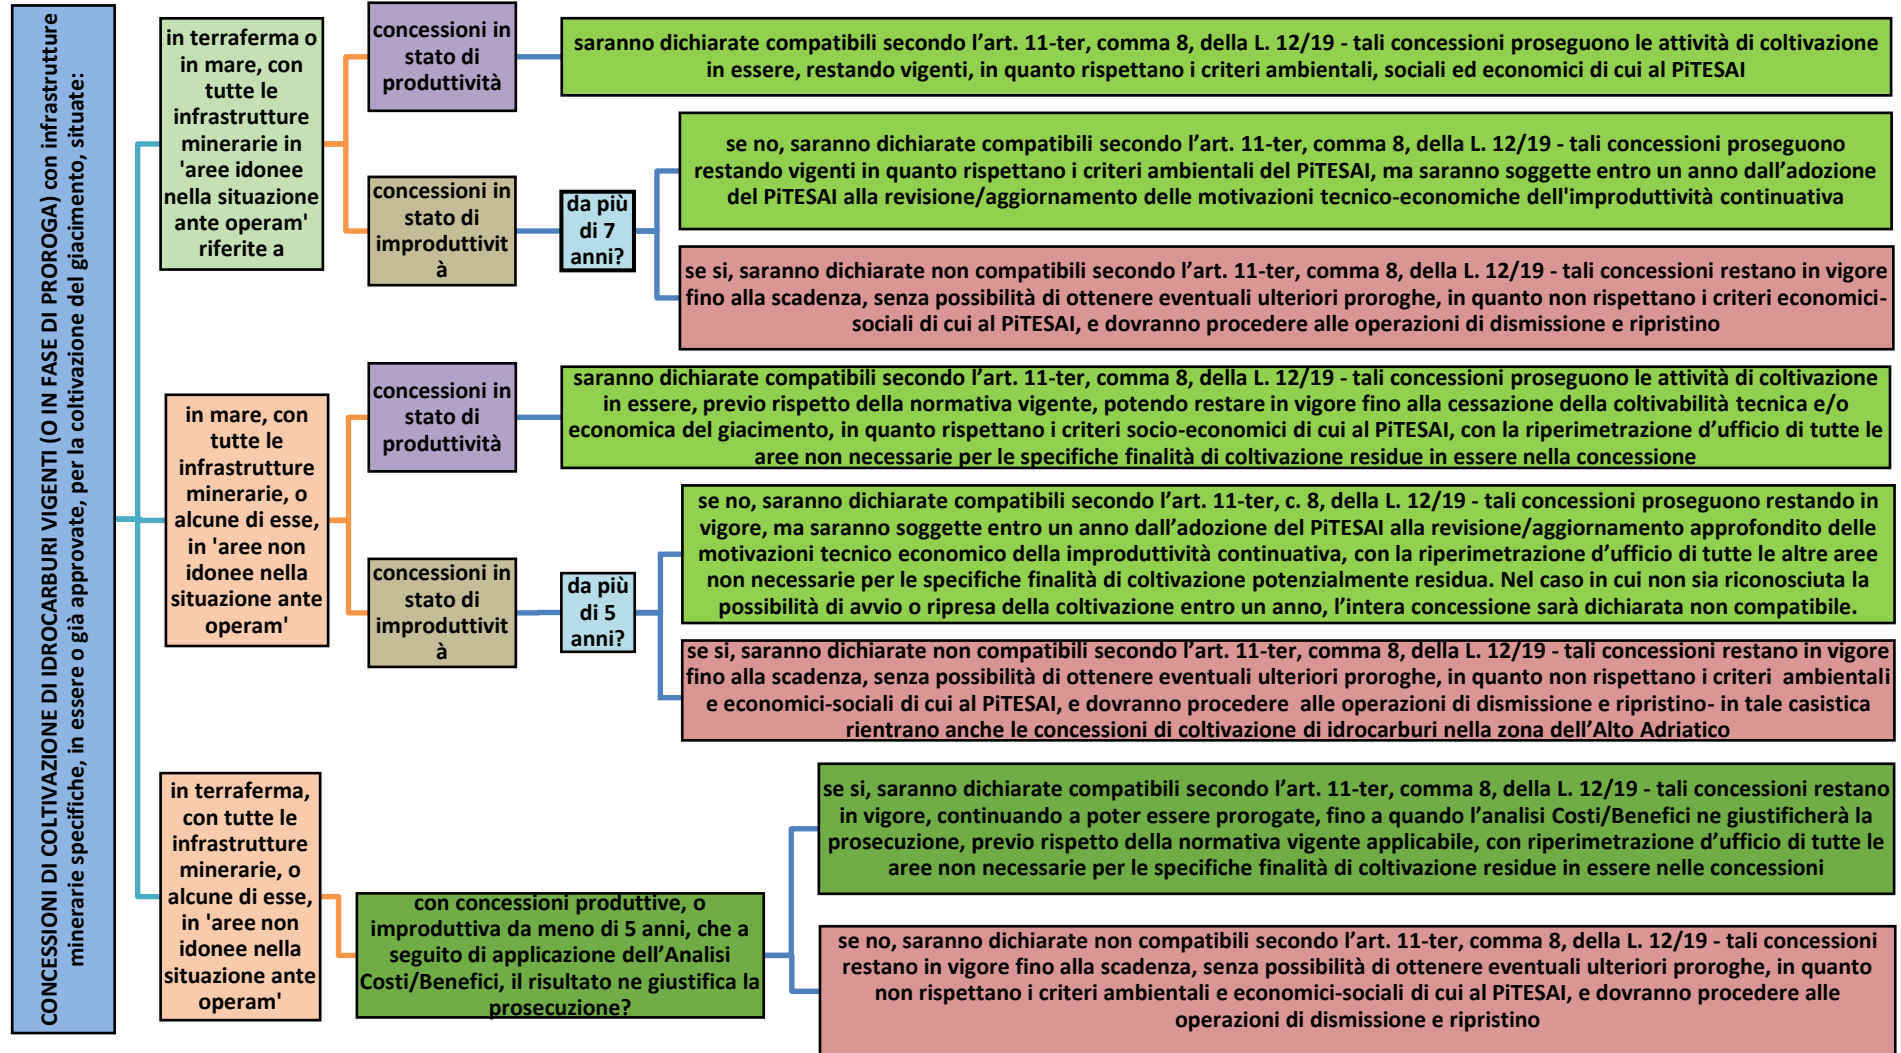 CONCESSIONI DI COLTIVAZIONE DI IDROCARBURI VIGENTI (O IN FASE DI PROROGA) con infrastrutture
minerarie specifiche, in essere o già approvate, per la coltivazione del giacimento, situate:
in terraferma o
in mare, con
tutte le
infrastrutture
minerarie in
'aree idonee
nella situazione
ante operam'
riferite a
concessioni in
stato di
produttività
saranno dichiarate compatibili secondo l’art. 11-ter, comma 8, della L. 12/19 - tali concessioni proseguono le attività di coltivazione
in essere, restando vigenti, in quanto rispettano i criteri ambientali, sociali ed economici di cui al PiTESAI
concessioni in
stato di
improduttivit
à
da più
di 7
anni?
se no, saranno dichiarate compatibili secondo l’art. 11-ter, comma 8, della L. 12/19 - tali concessioni proseguono
restando vigenti in quanto rispettano i criteri ambientali del PiTESAI, ma saranno soggette entro un anno dall’adozione
del PiTESAI alla revisione/aggiornamento delle motivazioni tecnico-economiche dell'improduttività continuativa
se si, saranno dichiarate non compatibili secondo l’art. 11-ter, comma 8, della L. 12/19 - tali concessioni restano in vigore
fino alla scadenza, senza possibilità di ottenere eventuali ulteriori proroghe, in quanto non rispettano i criteri economici-
sociali di cui al PiTESAI, e dovranno procedere alle operazioni di dismissione e ripristino
in mare, con
tutte le
infrastrutture
minerarie, o
alcune di esse,
in 'aree non
idonee nella
situazione ante
operam'
concessioni in
stato di
produttività
saranno dichiarate compatibili secondo l’art. 11-ter, comma 8, della L. 12/19 - tali concessioni proseguono le attività di coltivazione
in essere, previo rispetto della normativa vigente, potendo restare in vigore fino alla cessazione della coltivabilità tecnica e/o
economica del giacimento, in quanto rispettano i criteri socio-economici di cui al PiTESAI, con la riperimetrazione d’ufficio di tutte le
aree non necessarie per le specifiche finalità di coltivazione residue in essere nella concessione
concessioni in
stato di
improduttivit
à
da più
di 5
anni?
se no, saranno dichiarate compatibili secondo l’art. 11-ter, c. 8, della L. 12/19 - tali concessioni proseguono restando in
vigore, ma saranno soggette entro un anno dall’adozione del PiTESAI alla revisione/aggiornamento approfondito delle
motivazioni tecnico economico della improduttività continuativa, con la riperimetrazione d’ufficio di tutte le altre aree
non necessarie per le specifiche finalità di coltivazione potenzialmente residua. Nel caso in cui non sia riconosciuta la
possibilità di avvio o ripresa della coltivazione entro un anno, l’intera concessione sarà dichiarata non compatibile.
se si, saranno dichiarate non compatibili secondo l’art. 11-ter, comma 8, della L. 12/19 - tali concessioni restano in vigore
fino alla scadenza, senza possibilità di ottenere eventuali ulteriori proroghe, in quanto non rispettano i criteri ambientali
e economici-sociali di cui al PiTESAI, e dovranno procedere alle operazioni di dismissione e ripristino- in tale casistica
rientrano anche le concessioni di coltivazione di idrocarburi nella zona dell’Alto Adriatico
in terraferma,
con tutte le
infrastrutture
minerarie, o
alcune di esse,
in 'aree non
idonee nella
situazione ante
operam'
con concessioni produttive, o
improduttiva da meno di 5 anni, che a
seguito di applicazione dell’Analisi
Costi/Benefici, il risultato ne giustifica la
prosecuzione?
se si, saranno dichiarate compatibili secondo l’art. 11-ter, comma 8, della L. 12/19 - tali concessioni restano
in vigore, continuando a poter essere prorogate, fino a quando l’analisi Costi/Benefici ne giustificherà la
prosecuzione, previo rispetto della normativa vigente applicabile, con riperimetrazione d’ufficio di tutte le
aree non necessarie per le specifiche finalità di coltivazione residue in essere nelle concessioni
se no, saranno dichiarate non compatibili secondo l’art. 11-ter, comma 8, della L. 12/19 - tali concessioni
restano in vigore fino alla scadenza, senza possibilità di ottenere eventuali ulteriori proroghe, in quanto
non rispettano i criteri ambientali e economici-sociali di cui al PiTESAI, e dovranno procedere alle
operazioni di dismissione e ripristino